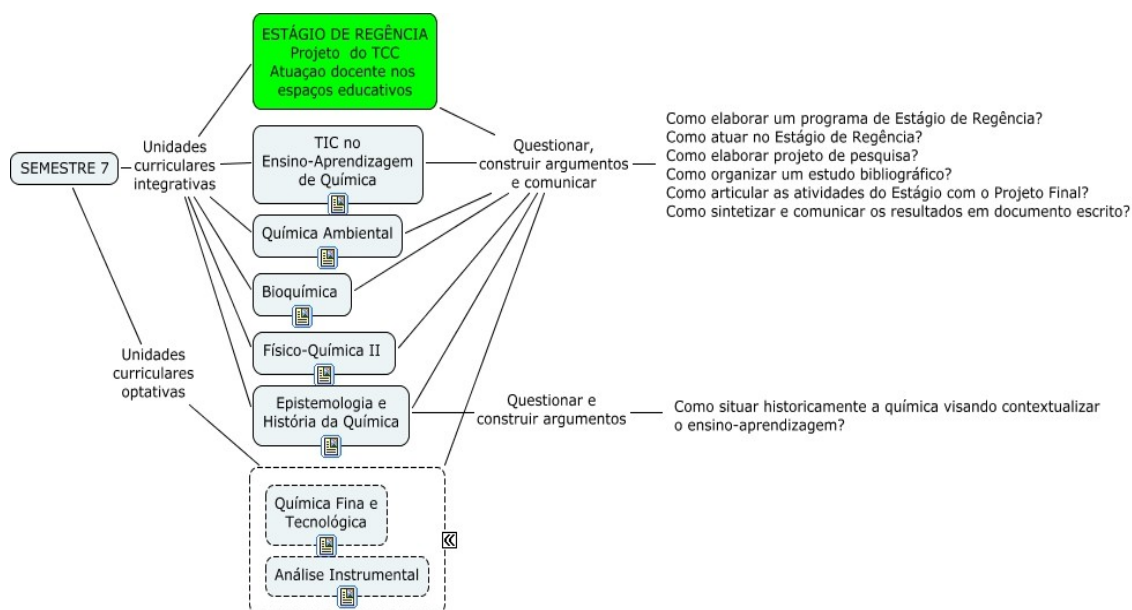 ESTÁGIO DE REGÊNCIA
Projeto do TCC
Atuaçao docente nos
espaços educativos
SEMESTRE 7
Unidades
curriculares
integrativas
TIC no
Ensino-Aprendizagem
de Química
Química Ambiental
Bioquímica
Físico-Química II
Epistemologia e
História da Química
Questionar,
construir argumentos
e comunicar
Como elaborar um programa de Estágio de Regência?
Como atuar no Estágio de Regência?
Como elaborar projeto de pesquisa?
Como organizar um estudo bibliográfico?
Como articular as atividades do Estágio com o Projeto Final?
Como sintetizar e comunicar os resultados em documento escrito?
Questionar e
construir argumentos
Como situar historicamente a química visando contextualizar
o ensino-aprendizagem?
Unidades
curriculares
optativas
Química Fina e
Tecnológica
Análise Instrumental